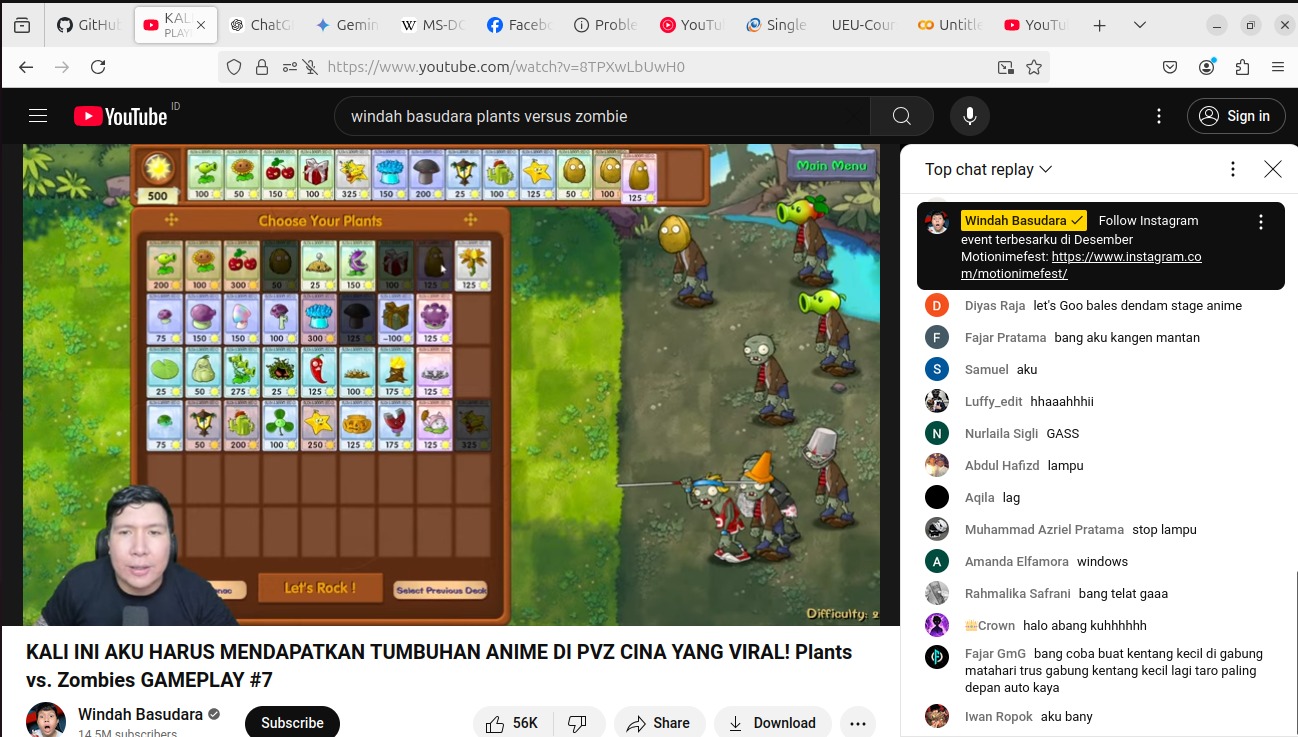 GitHub
KAL
PLAY
ChatG
Gemin
MS-DC
Faceb
Proble
YouTu
Single
UEU-Cour
Untitle
YouTu
https://www.youtube.com/watch?v=8TPXwLbUwH0
YouTube ID
windah basudara plants versus zombie
Sign in
500
100 50 150 100 325 150 200 25 100 125 50 100 125
Main Menu
Choose Your Plants
200 100 300 50 25 150 100 125 125
75 150 150 100 300 125 -100 125
25 50 275 25 125 100 175 125
75 50 200 100 250 125 175 125 325
Let's Rock !
Select Previous Deck
Difficulty:
Top chat replay
Windah Basudara Follow Instagram
event terbesarku di Desember
Motionimefest: https://www.instagram.co
m/motionimefest/
D Diyas Raja let's Goo bales dendam stage anime
F Fajar Pratama bang aku kangen mantan
S Samuel aku
Luffy_edit hhaaahhhii
N Nurlaila Sigli GASS
Abdul Hafizd lampu
Aqila lag
Muhammad Azriel Pratama stop lampu
A Amanda Elfamora windows
Rahmalika Safrani bang telat gaaa
Crown halo abang kuhhhhhh
Fajar GmG bang coba buat kentang kecil di gabung
matahari trus gabung kentang kecil lagi taro paling
depan auto kaya
Iwan Ropok aku bany
KALI INI AKU HARUS MENDAPATKAN TUMBUHAN ANIME DI PVZ CINA YANG VIRAL! Plants
vs. Zombies GAMEPLAY #7
Windah Basudara
14.5M subscribers
Subscribe
56K
Share
Download